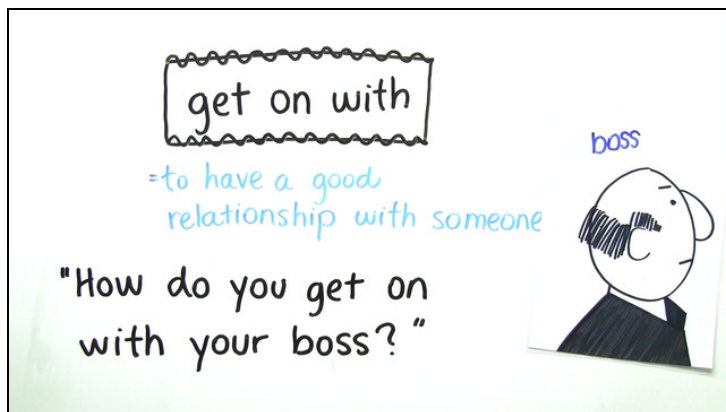 get on with
=to have a good
relationship with someone
boss
"How do you get on
with your boss?"